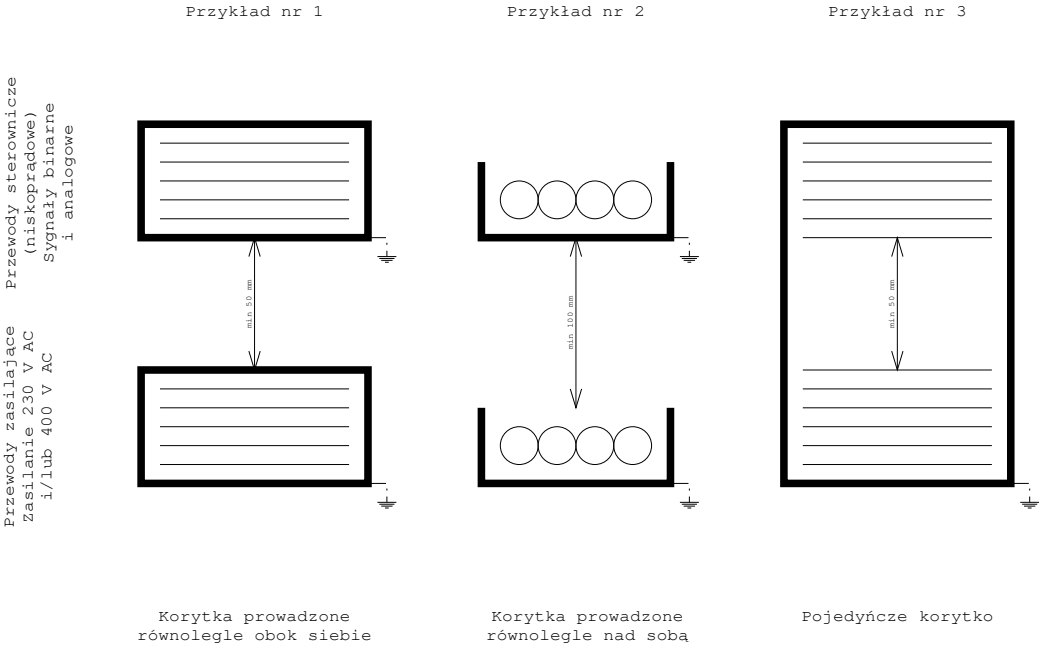 Przykład nr 1
Przykład nr 2
Przykład nr 3
Przewody sterownicze
(niskoprądowe)
Sygnały binarne
i analogowe
Przewody zasilające
Zasilanie 230 V AC
i/lub 400 V AC
min 50 mm
min 100 mm
min 50 mm
Korytka prowadzone
równolegle obok siebie
Korytka prowadzone
równolegle nad sobą
Pojedyńcze korytko